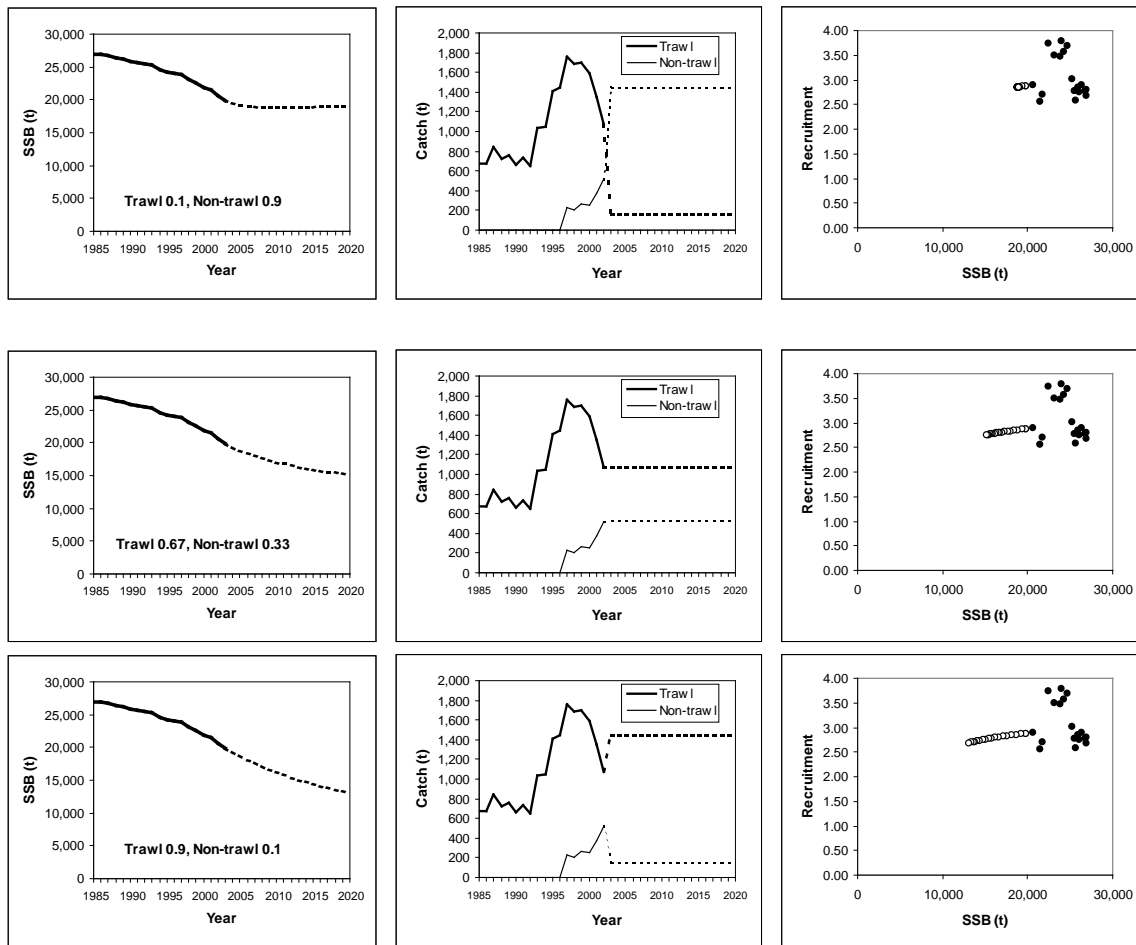 30,000
25,000
20,000
15,000
10,000
5,000
0
SSB (t)
Trawl 0.1, Non-trawl 0.9
1985 1990 1995 2000 2005 2010 2015 2020
Year
2,000
1,800
1,600
1,400
1,200
1,000
800
600
400
200
0
Catch (t)
Trawl
Non-trawl
1985 1990 1995 2000 2005 2010 2015 2020
Year
4.00
3.50
3.00
2.50
2.00
1.50
1.00
0.50
0.00
Recruitment
0 10,000 20,000 30,000
SSB (t)
30,000
25,000
20,000
15,000
10,000
5,000
0
SSB (t)
Trawl 0.67, Non-trawl 0.33
1985 1990 1995 2000 2005 2010 2015 2020
Year
2,000
1,800
1,600
1,400
1,200
1,000
800
600
400
200
0
Catch (t)
Trawl
Non-trawl
1985 1990 1995 2000 2005 2010 2015 2020
Year
4.00
3.50
3.00
2.50
2.00
1.50
1.00
0.50
0.00
Recruitment
0 10,000 20,000 30,000
SSB (t)
30,000
25,000
20,000
15,000
10,000
5,000
0
SSB (t)
Trawl 0.9, Non-trawl 0.1
1985 1990 1995 2000 2005 2010 2015 2020
Year
2,000
1,800
1,600
1,400
1,200
1,000
800
600
400
200
0
Catch (t)
Trawl
Non-trawl
1985 1990 1995 2000 2005 2010 2015 2020
Year
4.00
3.50
3.00
2.50
2.00
1.50
1.00
0.50
0.00
Recruitment
0 10,000 20,000 30,000
SSB (t)